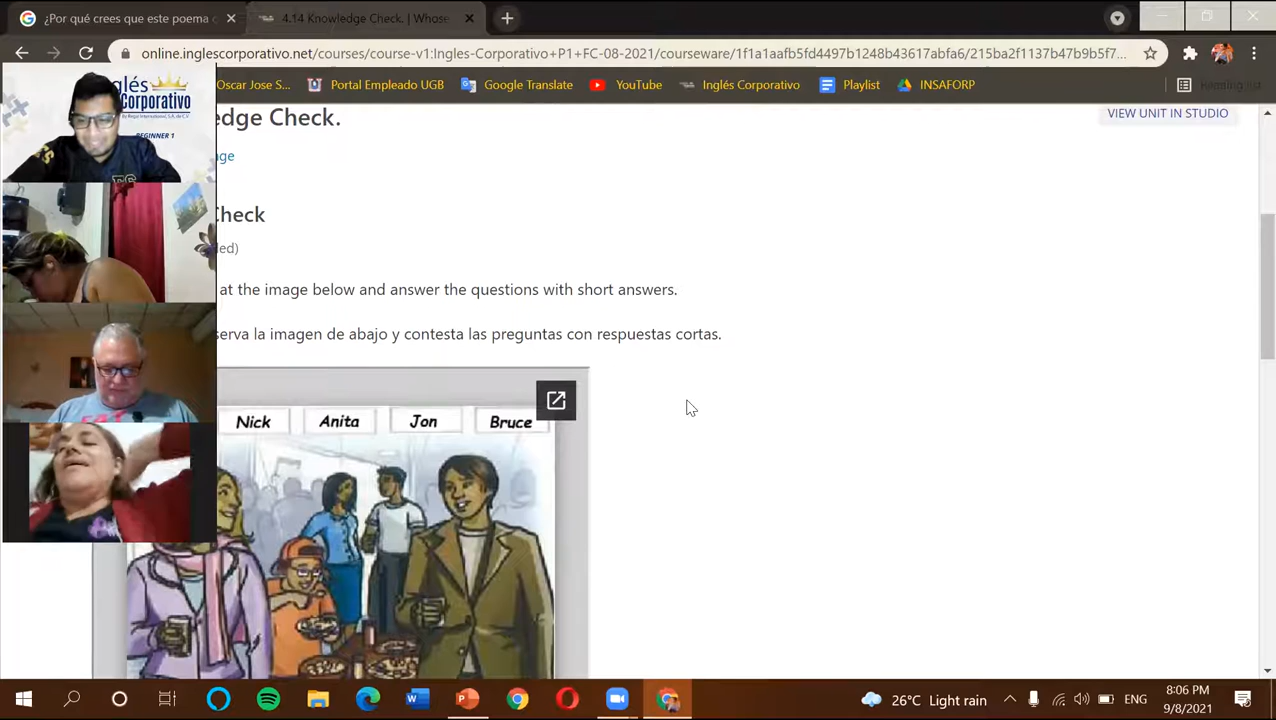 ¿Por qué crees que este poema
4.14 Knowledge Check. | Whose
online.inglescorporativo.net/courses/course-v1:Ingles-Corporativo+P1+FC-08-2021/courseware/1f1a1aafb5fd4497b1248b43617abfa6/215ba2f1137b47b9b5f7...
Oscar Jose S...
Portal Empleado UGB
Google Translate
YouTube
Inglés Corporativo
Playlist
INSAFORP
glés
Corporativo
BEGINNER 1
edge Check.
VIEW UNIT IN STUDIO
ge
Check
ed)
at the image below and answer the questions with short answers.
serva la imagen de abajo y contesta las preguntas con respuestas cortas.
Nick
Anita
Jon
Bruce
26°C Light rain
ENG
8:06 PM
9/8/2021